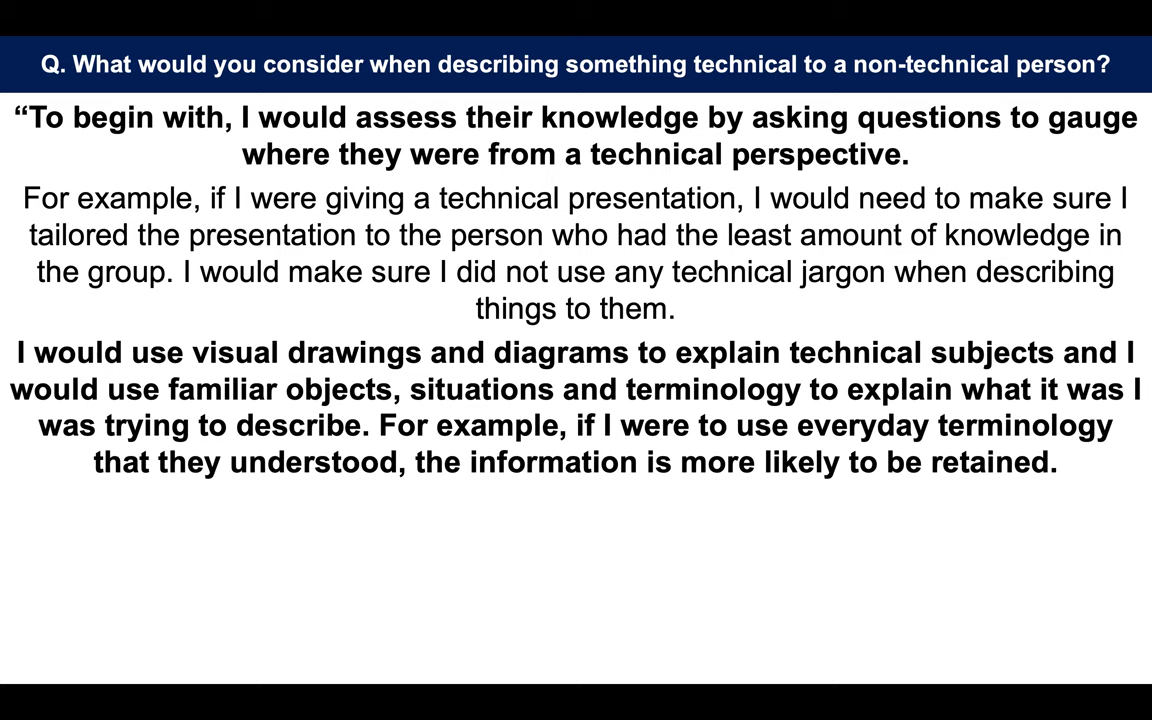 Q. What would you consider when describing something technical to a non-technical person?
“To begin with, I would assess their knowledge by asking questions to gauge
where they were from a technical perspective.
For example, if I were giving a technical presentation, I would need to make sure I
tailored the presentation to the person who had the least amount of knowledge in
the group. I would make sure I did not use any technical jargon when describing
things to them.
I would use visual drawings and diagrams to explain technical subjects and I
would use familiar objects, situations and terminology to explain what it was I
was trying to describe. For example, if I were to use everyday terminology
that they understood, the information is more likely to be retained.